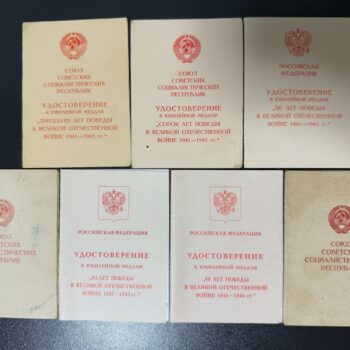 СОЮЗ
СОВЕТСКИХ
СОЦИАЛИСТИЧЕСКИХ
РЕСПУБЛИК
УДОСТОВЕРЕНИЕ
К ЮБИЛЕЙНОЙ МЕДАЛИ
„ТРИДЦАТЬ ЛЕТ ПОБЕДЫ
В ВЕЛИКОЙ ОТЕЧЕСТВЕННОЙ
ВОЙНЕ 1941—1945 гг."
СОЮЗ
СОВЕТСКИХ
СОЦИАЛИСТИЧЕСКИХ
РЕСПУБЛИК
УДОСТОВЕРЕНИЕ
К ЮБИЛЕЙНОЙ МЕДАЛИ
„СОРОК ЛЕТ ПОБЕДЫ
В ВЕЛИКОЙ ОТЕЧЕСТВЕННОЙ
ВОЙНЕ 1941—1945 гг."
РОССИЙСКАЯ
ФЕДЕРАЦИЯ
УДОСТОВЕРЕНИЕ
К ЮБИЛЕЙНОЙ МЕДАЛИ
„50 ЛЕТ ПОБЕДЫ
В ВЕЛИКОЙ ОТЕЧЕСТВЕННОЙ
ВОЙНЕ 1941—1945 гг."
СОЮЗ
СОВЕТСКИХ
РОССИЙСКАЯ ФЕДЕРАЦИЯ
УДОСТОВЕРЕНИЕ
К ЮБИЛЕЙНОЙ МЕДАЛИ
„65 ЛЕТ ПОБЕДЫ
В ВЕЛИКОЙ ОТЕЧЕСТВЕННОЙ
ВОЙНЕ 1941—1945 гг."
РОССИЙСКАЯ ФЕДЕРАЦИЯ
УДОСТОВЕРЕНИЕ
К ЮБИЛЕЙНОЙ МЕДАЛИ
„60 ЛЕТ ПОБЕДЫ
В ВЕЛИКОЙ ОТЕЧЕСТВЕННОЙ
ВОЙНЕ 1941—1945 гг."
СОЮЗ